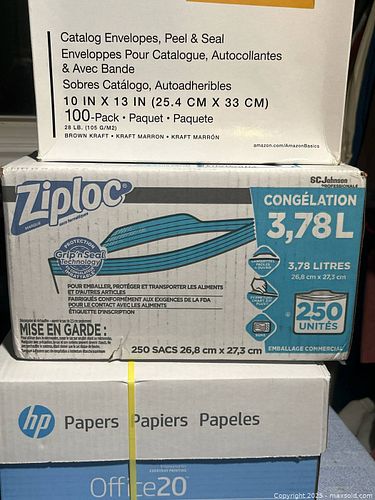 Catalog Envelopes, Peel & Seal
Enveloppes Pour Catalogue, Autocollantes
& Avec Bande
Sobres Catálogo, Autoadheribles
10 IN X 13 IN (25.4 CM X 33 CM)
100-Pack • Paquet • Paquete
28 LB. (105 G/M2)
BROWN KRAFT • KRAFT MARRON • KRAFT MARRÓN
amazon.com/AmazonBasics
Ziploc®
MARQUE
SC Johnson
PROFESSIONAL®
CONGÉLATION
3,78L
3,78 LITRES
26,8 cm x 27,3 cm
PROTECTION
Grip'n Seal
Technology
POUR EMBALLER, PROTÉGER ET TRANSPORTER LES ALIMENTS
ET D'AUTRES ARTICLES
FABRIQUÉS CONFORMÉMENT AUX EXIGENCES DE LA FDA
POUR LE CONTACT AVEC LES ALIMENTS
ÉTIQUETTE D'INSCRIPTION
MISE EN GARDE :
250
UNITÉS
250 SACS 26,8 cm x 27,3 cm
EMBALLAGE COMMERCIAL
hp Papers Papiers Papeles
EVERYDAY PRINTING
Office20
Copyright 2025 - maxsold.com